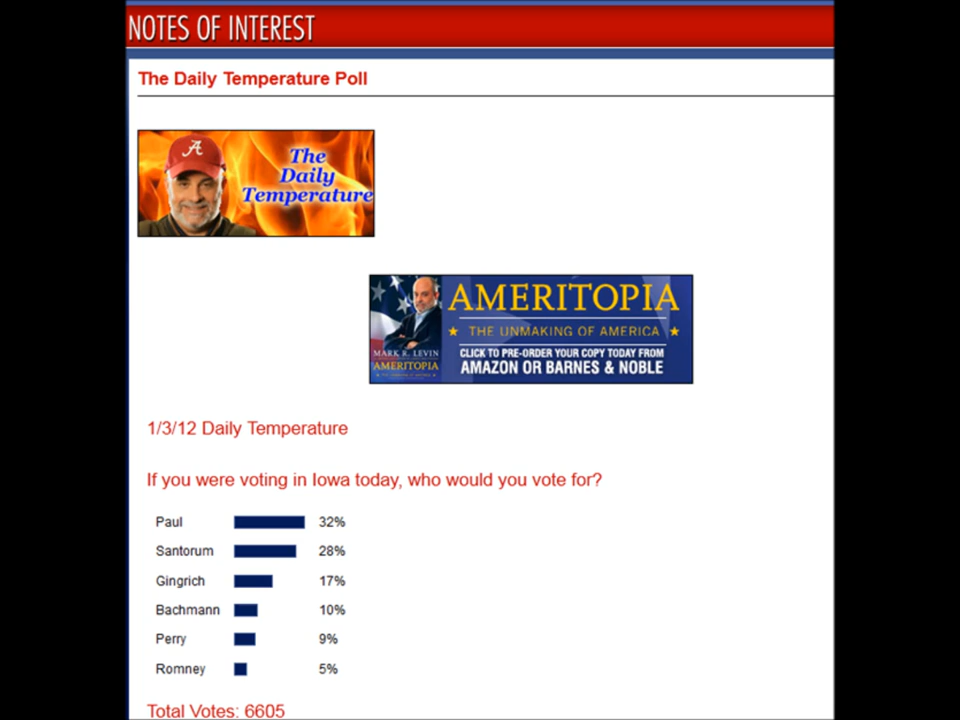 NOTES OF INTEREST
The Daily Temperature Poll
A
The
Daily
Temperature
AMERITOPIA
★ THE UNMAKING OF AMERICA ★
MARK R. LEVIN
AMERITOPIA
CLICK TO PRE-ORDER YOUR COPY TODAY FROM
AMAZON OR BARNES & NOBLE
1/3/12 Daily Temperature
If you were voting in Iowa today, who would you vote for?
Paul 32%
Santorum 28%
Gingrich 17%
Bachmann 10%
Perry 9%
Romney 5%
Total Votes: 6605